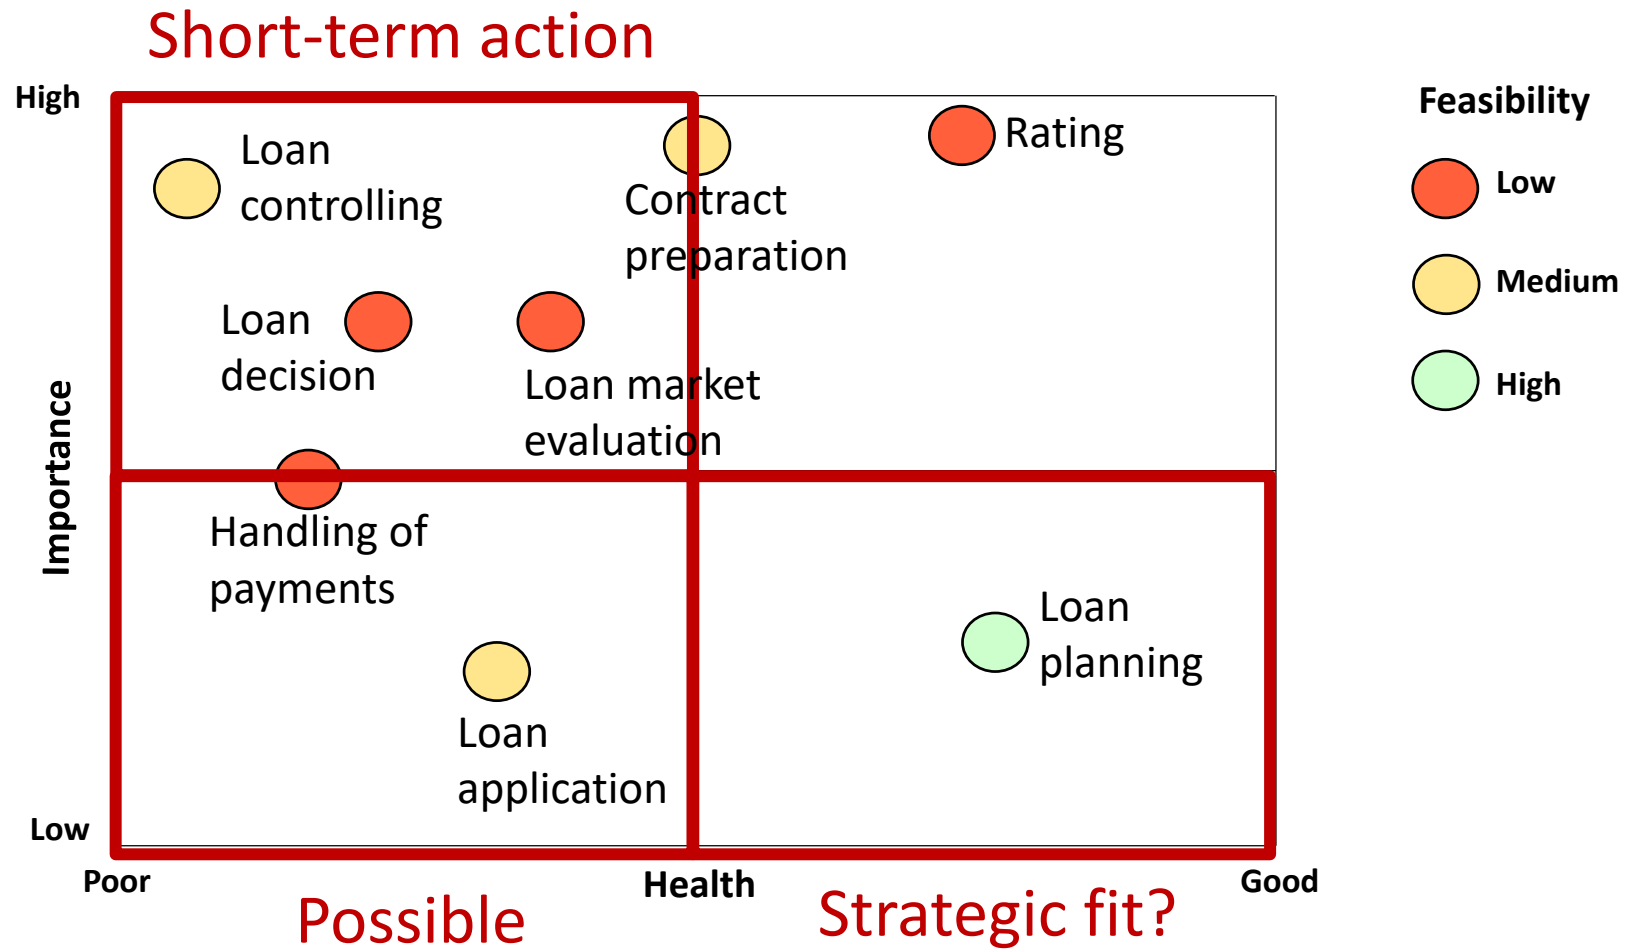 Short-term action
High
Feasibility
Loan
controlling
Contract
preparation
Rating
Low
Medium
High
Loan
decision
Loan market
evaluation
Importance
Handling of
payments
Loan
application
Loan
planning
Low
Poor
Health
Good
Possible
Strategic fit?